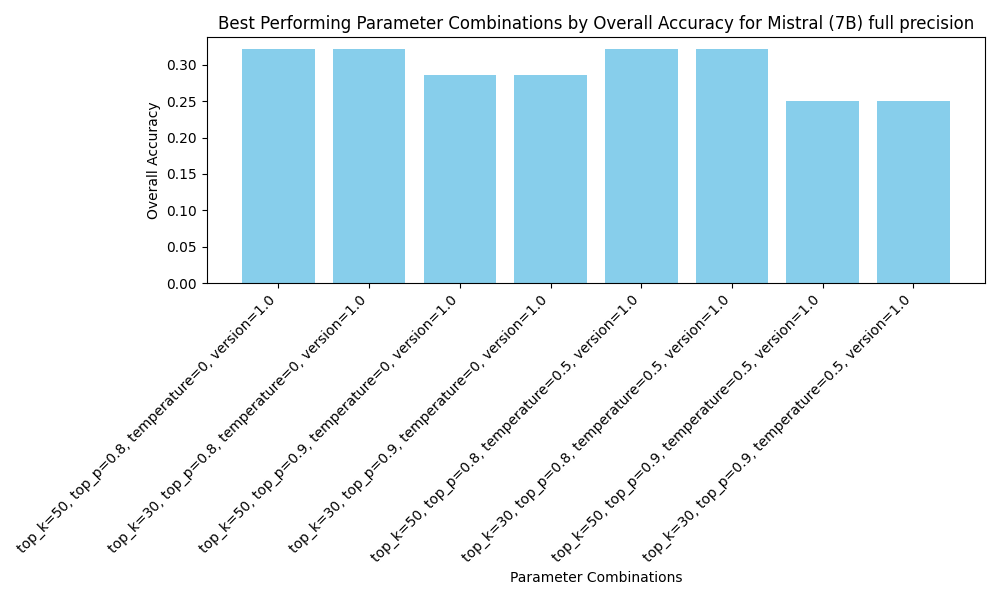 Best Performing Parameter Combinations by Overall Accuracy for Mistral (7B) full precision
Overall Accuracy
0.30
0.25
0.20
0.15
0.10
0.05
0.00
top_k=50, top_p=0.8, temperature=0, version=1.0
top_k=30, top_p=0.8, temperature=0, version=1.0
top_k=50, top_p=0.9, temperature=0, version=1.0
top_k=30, top_p=0.9, temperature=0, version=1.0
top_k=50, top_p=0.8, temperature=0.5, version=1.0
top_k=30, top_p=0.8, temperature=0.5, version=1.0
top_k=50, top_p=0.9, temperature=0.5, version=1.0
top_k=30, top_p=0.9, temperature=0.5, version=1.0
Parameter Combinations